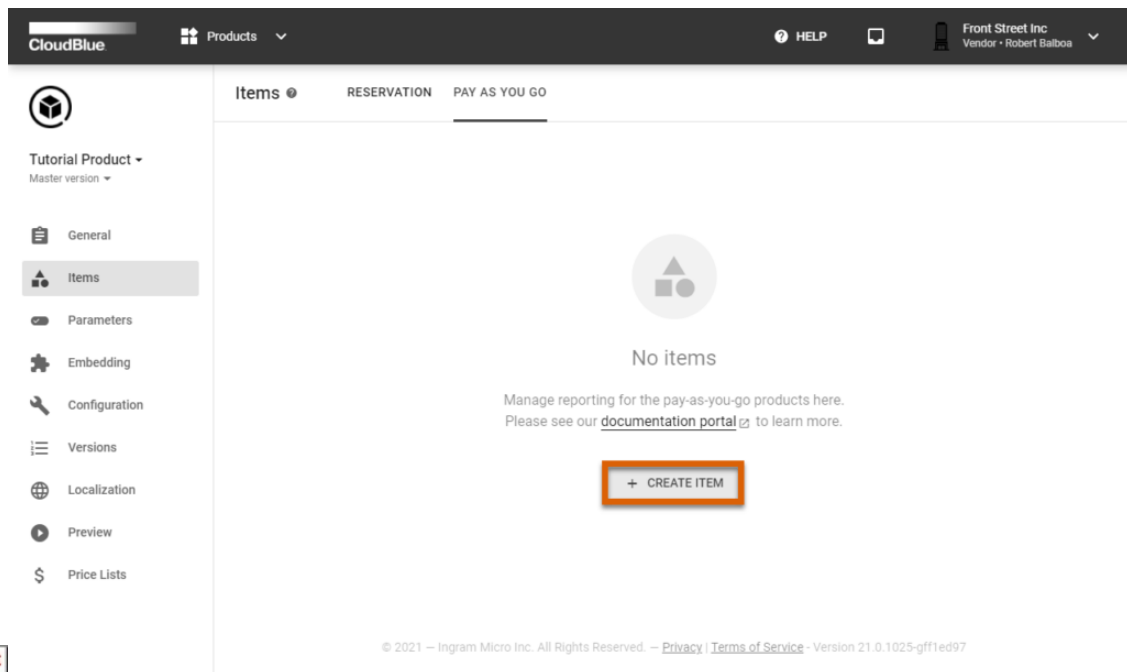 CloudBlue
Products
HELP
Front Street Inc
Vendor • Robert Balboa
Items
RESERVATION
PAY AS YOU GO
Tutorial Product
Master version
General
Items
Parameters
Embedding
Configuration
Versions
Localization
Preview
$ Price Lists
No items
Manage reporting for the pay-as-you-go products here.
Please see our documentation portal to learn more.
+ CREATE ITEM
© 2021 – Ingram Micro Inc. All Rights Reserved. – Privacy | Terms of Service - Version 21.0.1025-gff1ed97